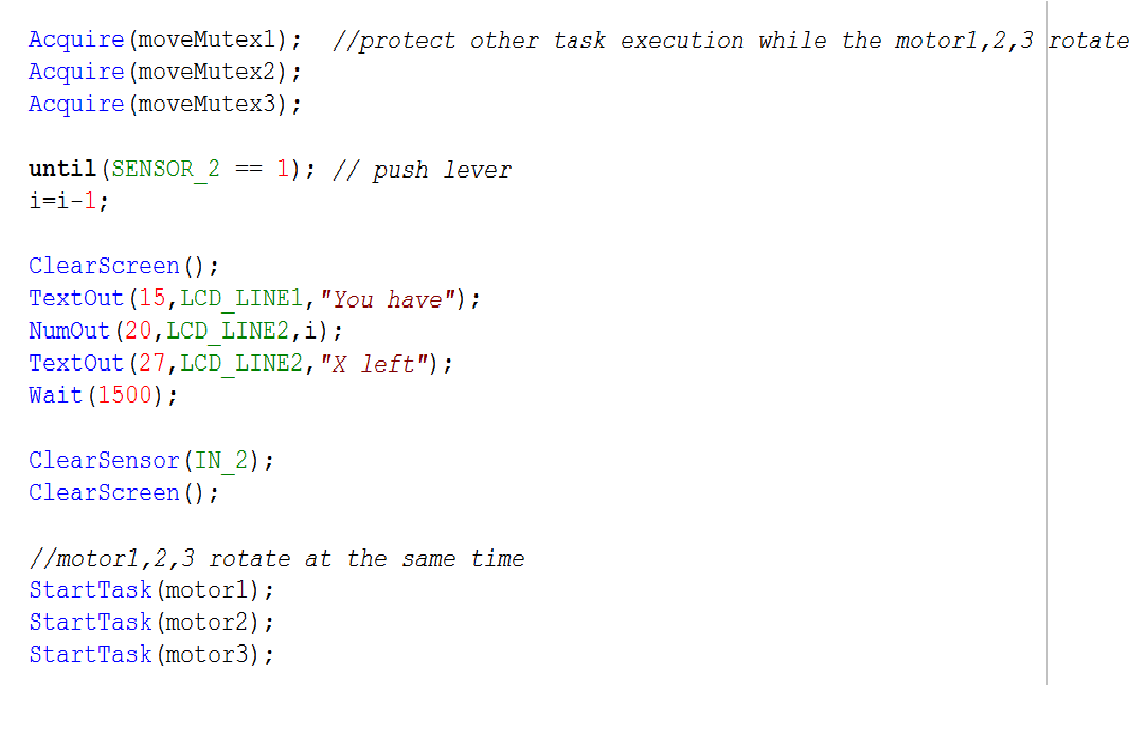 Acquire(moveMutex1);  //protect other task execution while the motor1,2,3 rotate
Acquire(moveMutex2);
Acquire(moveMutex3);
until(SENSOR_2 == 1); // push lever
i=i-1;
ClearScreen();
TextOut(15,LCD_LINE1,"You have");
NumOut(20,LCD_LINE2,i);
TextOut(27,LCD_LINE2,"X left");
Wait(1500);
ClearSensor(IN_2);
ClearScreen();
//motor1,2,3 rotate at the same time
StartTask(motor1);
StartTask(motor2);
StartTask(motor3);